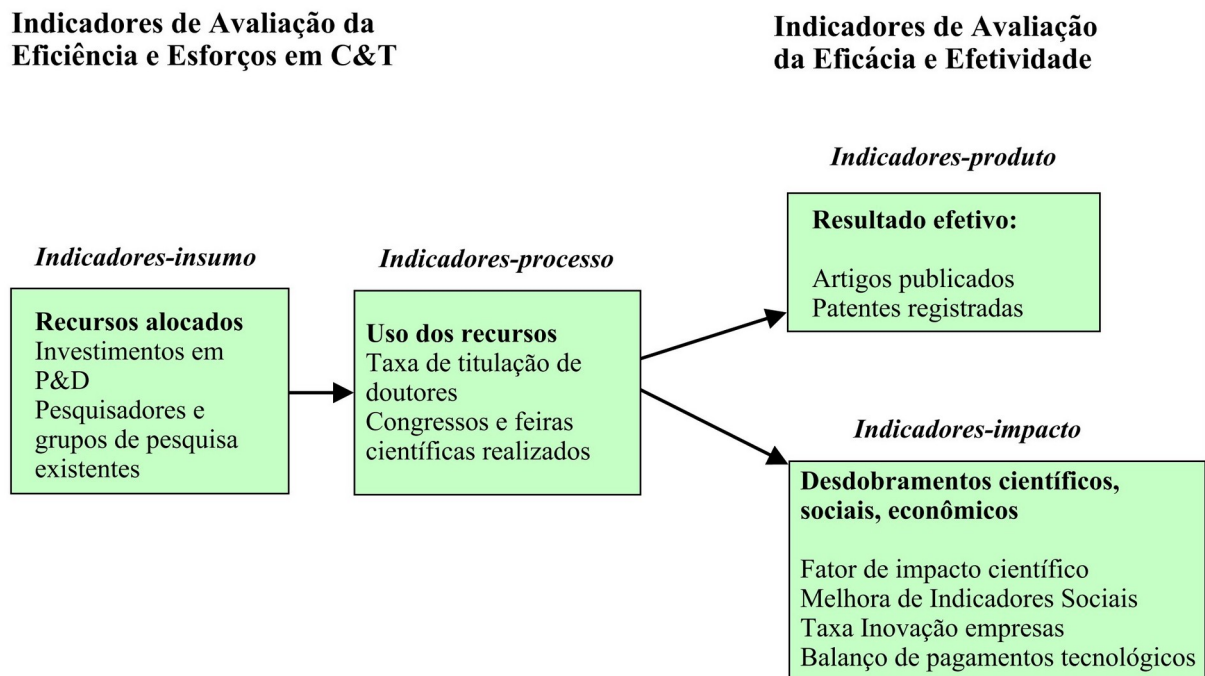 Indicadores de Avaliação da
Eficiência e Esforços em C&T
Indicadores de Avaliação
da Eficácia e Efetividade
Indicadores-insumo
Recursos alocados
Investimentos em
P&D
Pesquisadores e
grupos de pesquisa
existentes
Indicadores-processo
Uso dos recursos
Taxa de titulação de
doutores
Congressos e feiras
científicas realizados
Indicadores-produto
Resultado efetivo:
Artigos publicados
Patentes registradas
Indicadores-impacto
Desdobramentos científicos,
sociais, econômicos
Fator de impacto científico
Melhora de Indicadores Sociais
Taxa Inovação empresas
Balanço de pagamentos tecnológicos